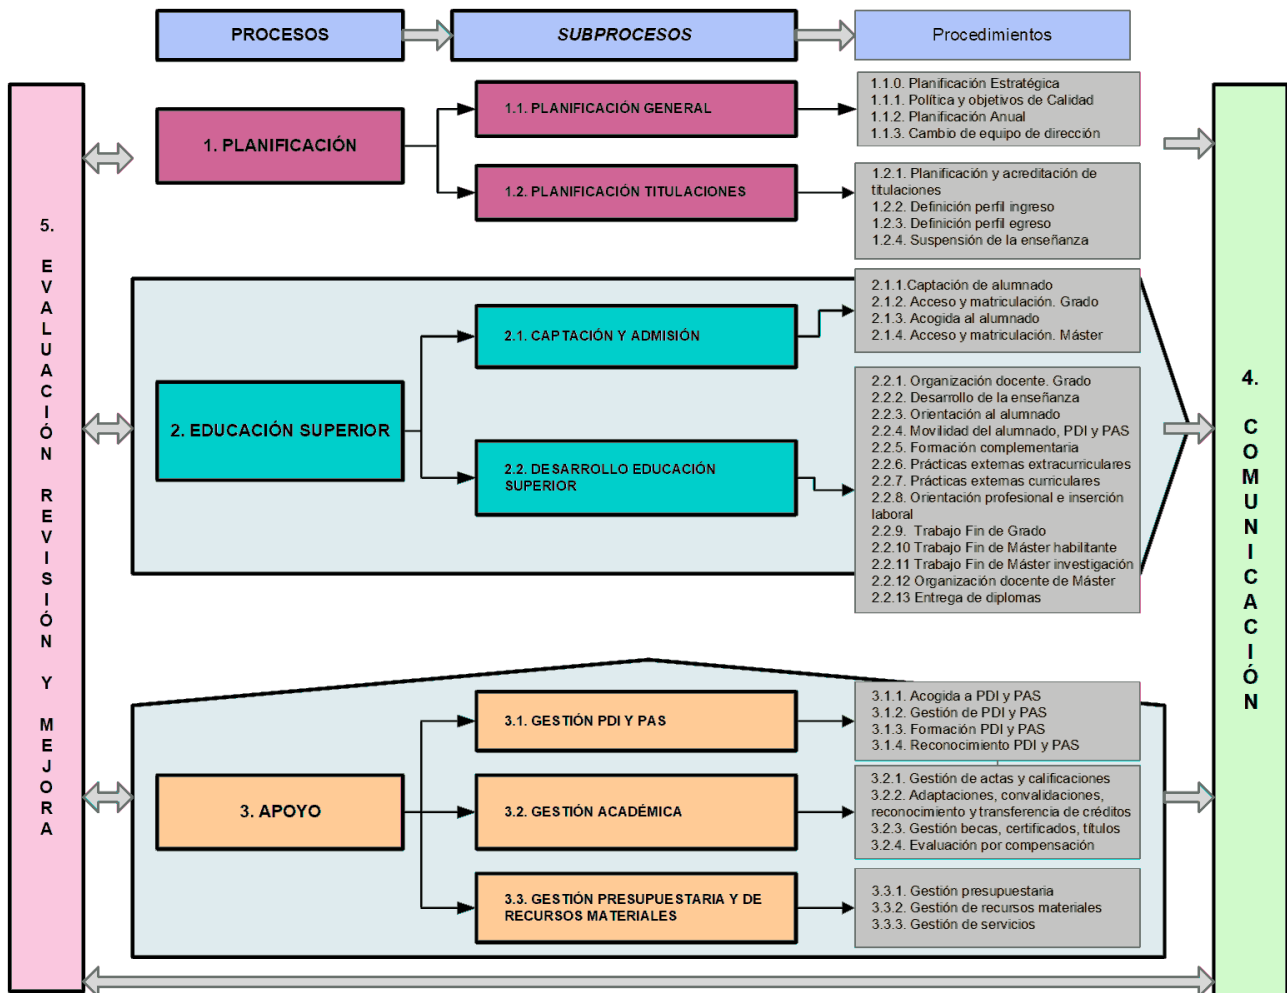 PROCESOS
SUBPROCESOS
Procedimientos
5.
EVALUACIÓN
REVISIÓN
Y
MEJORA
1. PLANIFICACIÓN
1.1. PLANIFICACIÓN GENERAL
1.1.0. Planificación Estratégica
1.1.1. Política y objetivos de Calidad
1.1.2. Planificación Anual
1.1.3. Cambio de equipo de dirección
1.2. PLANIFICACIÓN TITULACIONES
1.2.1. Planificación y acreditación de
titulaciones
1.2.2. Definición perfil ingreso
1.2.3. Definición perfil egreso
1.2.4. Suspensión de la enseñanza
2. EDUCACIÓN SUPERIOR
2.1. CAPTACIÓN Y ADMISIÓN
2.1.1.Captación de alumnado
2.1.2. Acceso y matriculación. Grado
2.1.3. Acogida al alumnado
2.1.4. Acceso y matriculación. Máster
2.2. DESARROLLO EDUCACIÓN
SUPERIOR
2.2.1. Organización docente. Grado
2.2.2. Desarrollo de la enseñanza
2.2.3. Orientación al alumnado
2.2.4. Movilidad del alumnado, PDI y PAS
2.2.5. Formación complementaria
2.2.6. Prácticas externas extracurriculares
2.2.7. Prácticas externas curriculares
2.2.8. Orientación profesional e inserción
laboral
2.2.9. Trabajo Fin de Grado
2.2.10 Trabajo Fin de Máster habilitante
2.2.11 Trabajo Fin de Máster investigación
2.2.12 Organización docente de Máster
2.2.13 Entrega de diplomas
3. APOYO
3.1. GESTIÓN PDI Y PAS
3.1.1. Acogida a PDI y PAS
3.1.2. Gestión de PDI y PAS
3.1.3. Formación PDI y PAS
3.1.4. Reconocimiento PDI y PAS
3.2. GESTIÓN ACADÉMICA
3.2.1. Gestión de actas y calificaciones
3.2.2. Adaptaciones, convalidaciones,
reconocimiento y transferencia de créditos
3.2.3. Gestión becas, certificados, títulos
3.2.4. Evaluación por compensación
3.3. GESTIÓN PRESUPUESTARIA Y DE
RECURSOS MATERIALES
3.3.1. Gestión presupuestaria
3.3.2. Gestión de recursos materiales
3.3.3. Gestión de servicios
4.
COMUNICACIÓN